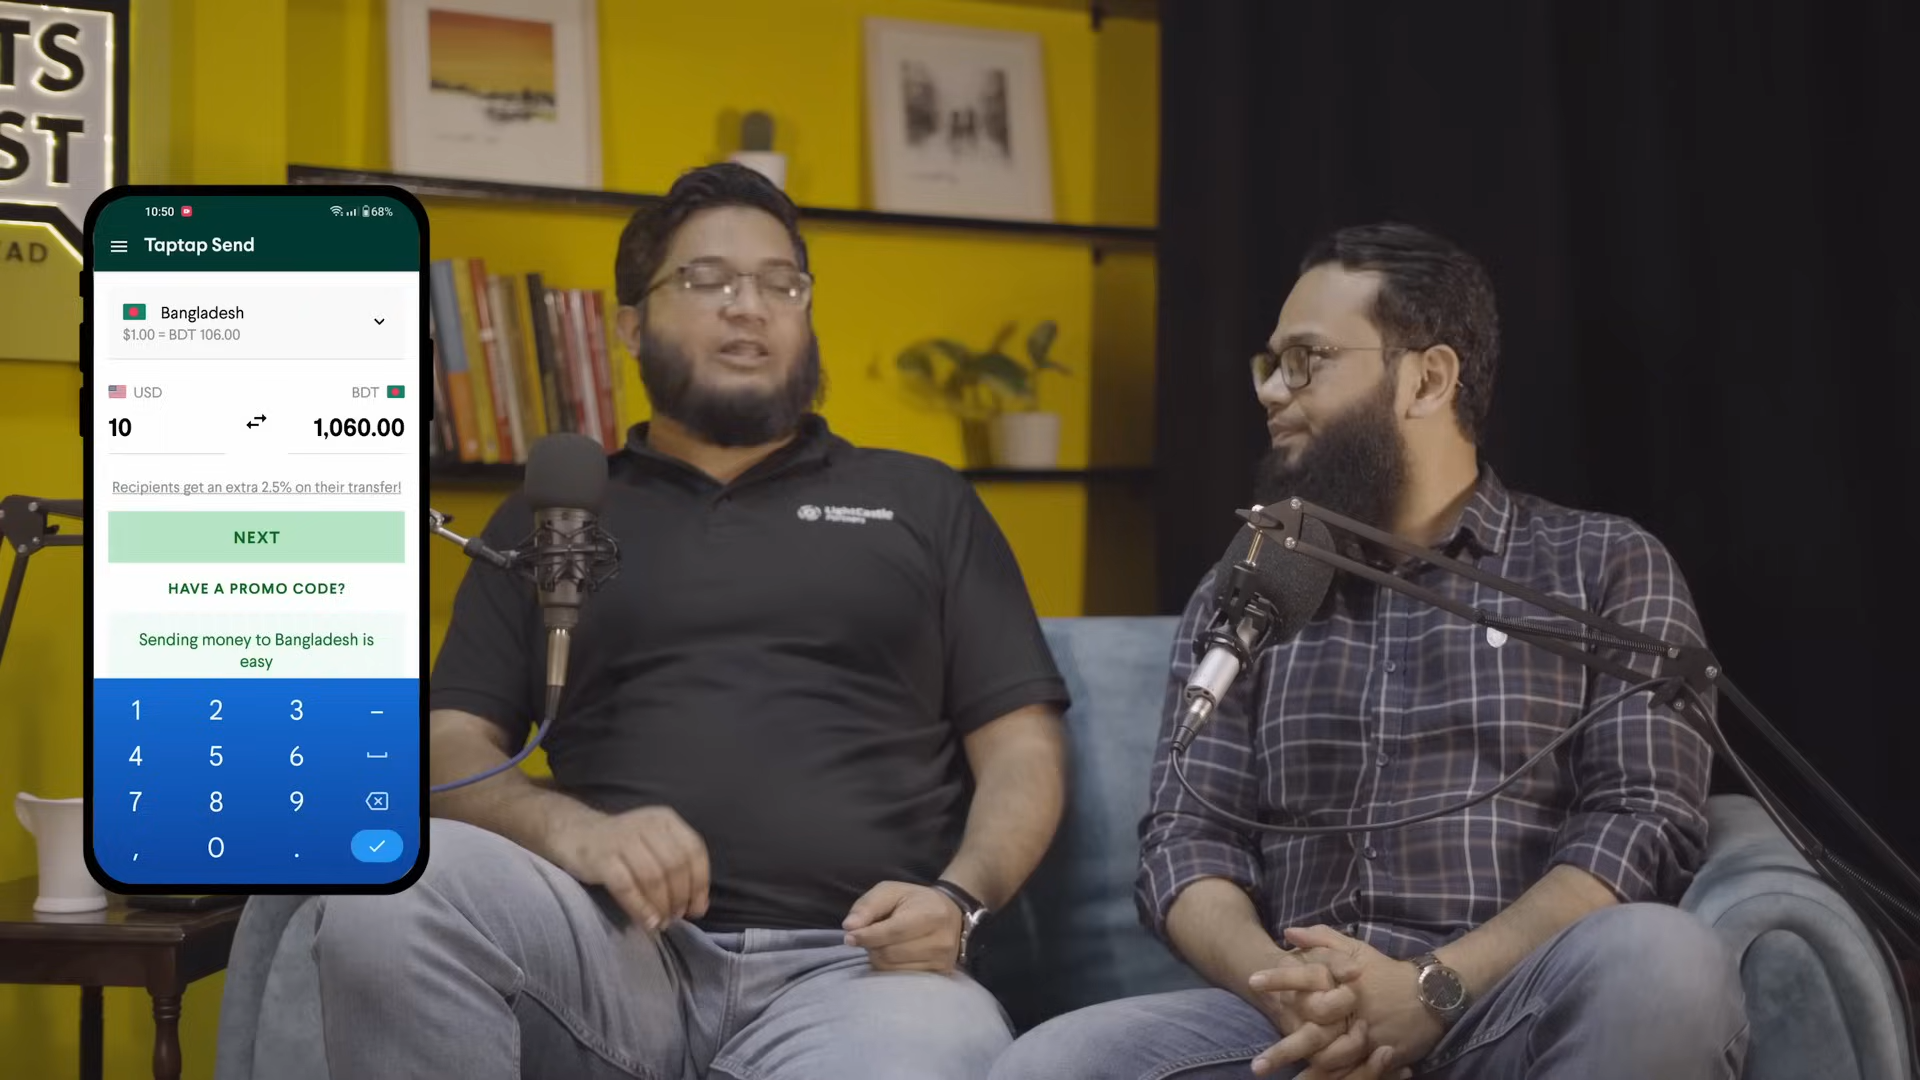 TS
ST
AD
10:50
68%
Taptap Send
Bangladesh
$1.00 = BDT 106.00
USD
BDT
10
1,060.00
Recipients get an extra 2.5% on their transfer!
NEXT
HAVE A PROMO CODE?
Sending money to Bangladesh is
easy
1 2 3 –
4 5 6
7 8 9
, 0 .
LightCastle
Partners